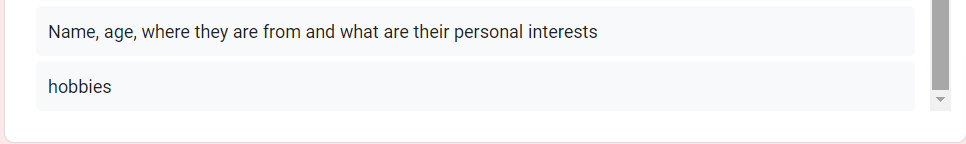 Name, age, where they are from and what are their personal interests
hobbies